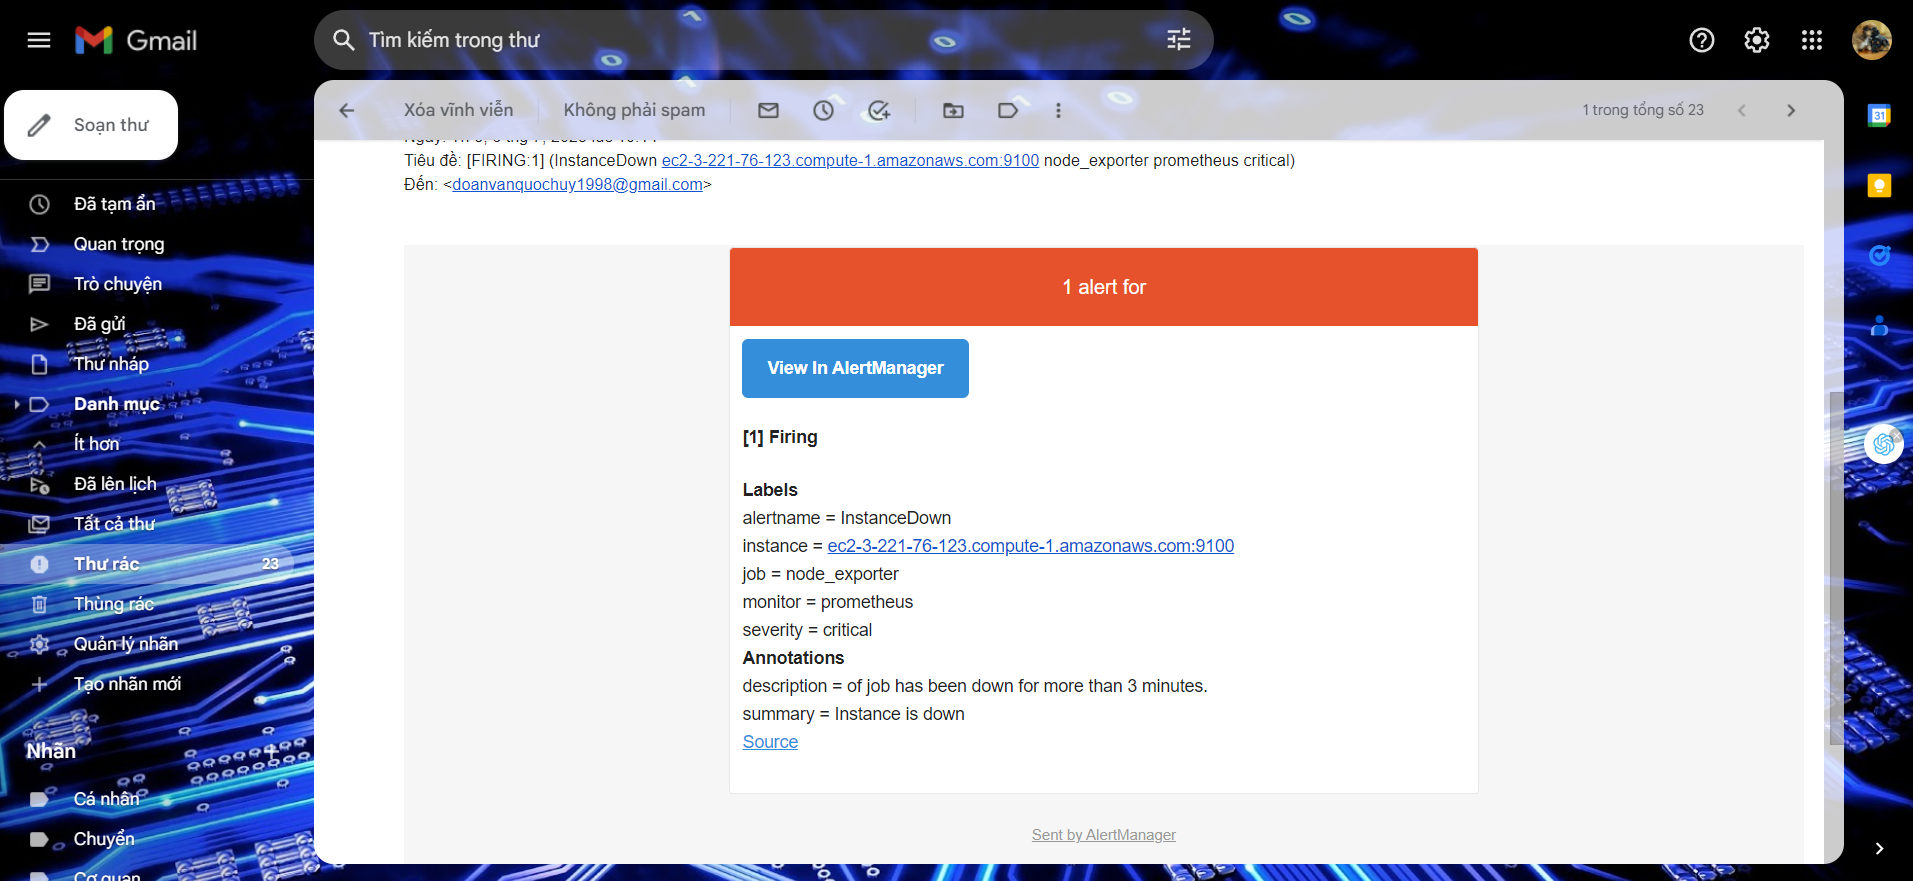 Gmail
Tìm kiếm trong thư
Soạn thư
Đã tạm ẩn
Quan trọng
Trò chuyện
Đã gửi
Thư nháp
Danh mục
Ít hơn
Đã lên lịch
Tất cả thư
Thư rác 23
Thùng rác
Quản lý nhãn
Tạo nhãn mới
Nhãn
Cá nhân
Chuyển
Cơ quan
Xóa vĩnh viễn
Không phải spam
1 trong tổng số 23
Tiêu đề: [FIRING:1] (InstanceDown ec2-3-221-76-123.compute-1.amazonaws.com:9100 node_exporter prometheus critical)
Đến: <doanvanquochuy1998@gmail.com>
1 alert for
View In AlertManager
[1] Firing
Labels
alertname = InstanceDown
instance = ec2-3-221-76-123.compute-1.amazonaws.com:9100
job = node_exporter
monitor = prometheus
severity = critical
Annotations
description = of job has been down for more than 3 minutes.
summary = Instance is down
Source
Sent by AlertManager
31